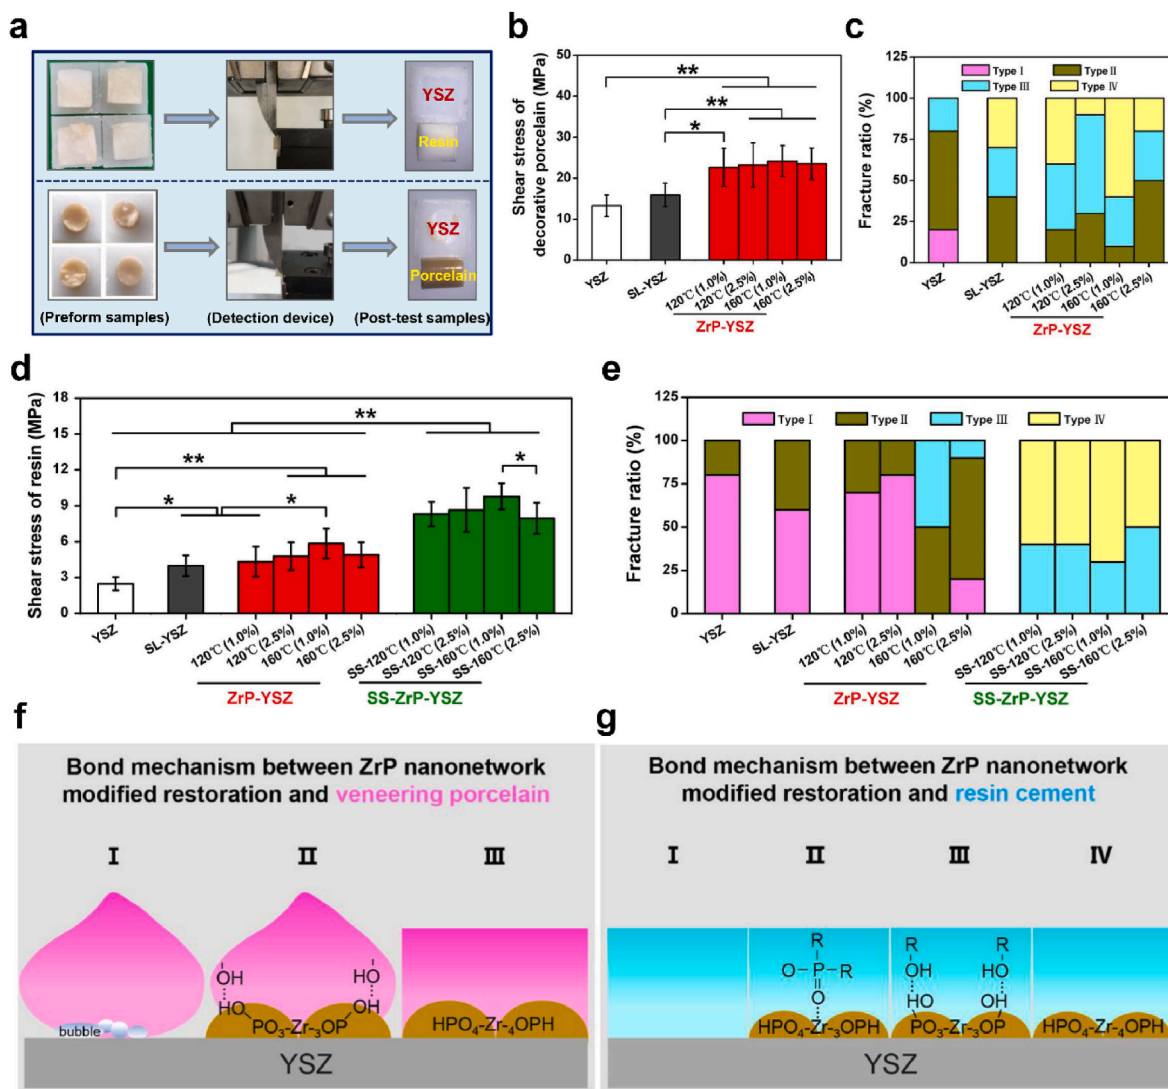 a
YSZ
Resin
YSZ
Porcelain
(Preform samples)
(Detection device)
(Post-test samples)
b
Shear stress of
decorative porcelain (MPa)
50
40
30
20
10
0
**
**
*
YSZ
SL-YSZ
120℃ (1.0%)
120℃ (2.5%)
160℃ (1.0%)
160℃ (2.5%)
ZrP-YSZ
c
Fracture ratio (%)
125
100
75
50
25
0
Type Ⅰ
Type Ⅱ
Type Ⅲ
Type Ⅳ
YSZ
SL-YSZ
120℃ (1.0%)
120℃ (2.5%)
160℃ (1.0%)
160℃ (2.5%)
ZrP-YSZ
d
Shear stress of resin (MPa)
18
15
12
9
6
3
0
**
**
*
*
*
YSZ
SL-YSZ
120℃ (1.0%)
120℃ (2.5%)
160℃ (1.0%)
160℃ (2.5%)
SS-120℃ (1.0%)
SS-120℃ (2.5%)
SS-160℃ (1.0%)
SS-160℃ (2.5%)
ZrP-YSZ
SS-ZrP-YSZ
e
Fracture ratio (%)
125
100
75
50
25
0
Type Ⅰ
Type Ⅱ
Type Ⅲ
Type Ⅳ
YSZ
SL-YSZ
120℃ (1.0%)
120℃ (2.5%)
160℃ (1.0%)
160℃ (2.5%)
SS-120℃ (1.0%)
SS-120℃ (2.5%)
SS-160℃ (1.0%)
SS-160℃ (2.5%)
ZrP-YSZ
SS-ZrP-YSZ
f
Bond mechanism between ZrP nanonetwork
modified restoration and veneering porcelain
Ⅰ
Ⅱ
Ⅲ
bubble
OH
HO
HO
OH
PO₃-Zr-₃OP
HPO₄-Zr-₄OPH
YSZ
g
Bond mechanism between ZrP nanonetwork
modified restoration and resin cement
Ⅰ
Ⅱ
Ⅲ
Ⅳ
R
O-P-R
O
HPO₄-Zr-₃OPH
R
R
OH
HO
HO
OH
PO₃-Zr-₃OP
HPO₄-Zr-₄OPH
YSZ